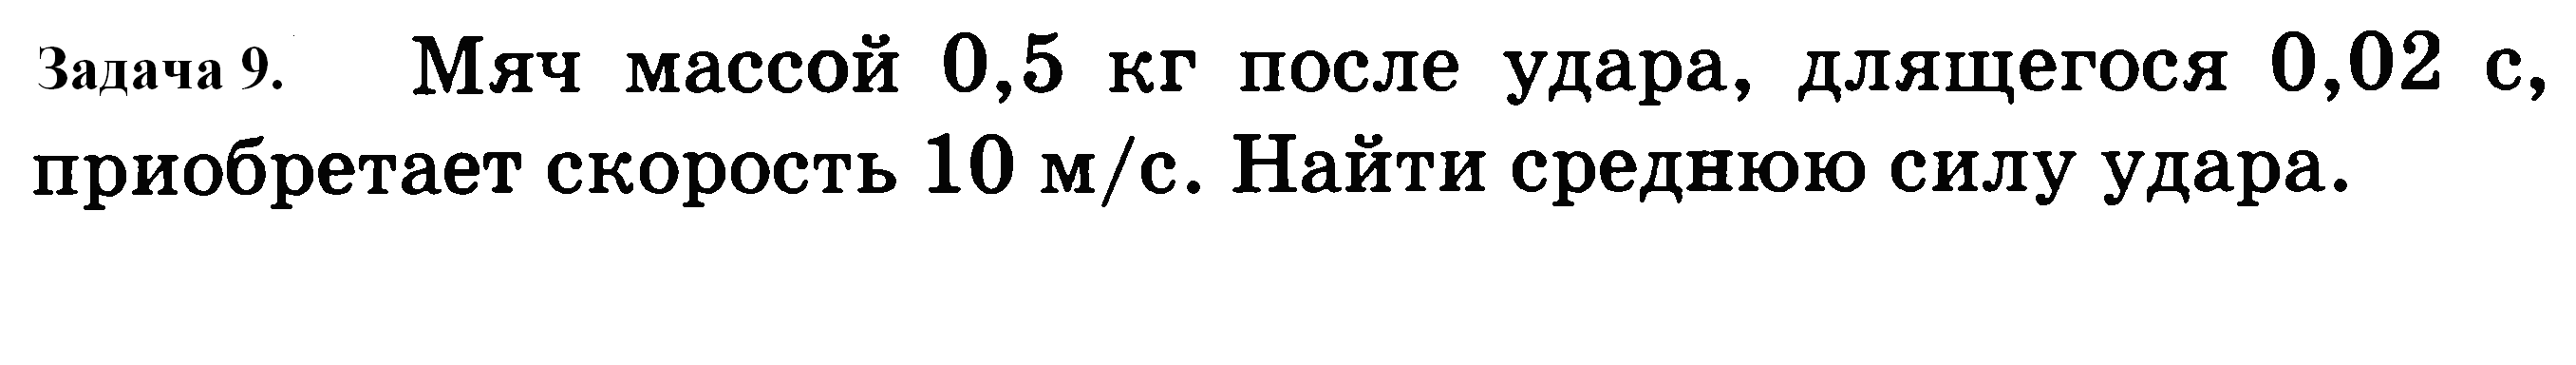 Задача 9. Мяч массой 0,5 кг после удара, длящегося 0,02 с,
приобретает скорость 10 м/с. Найти среднюю силу удара.